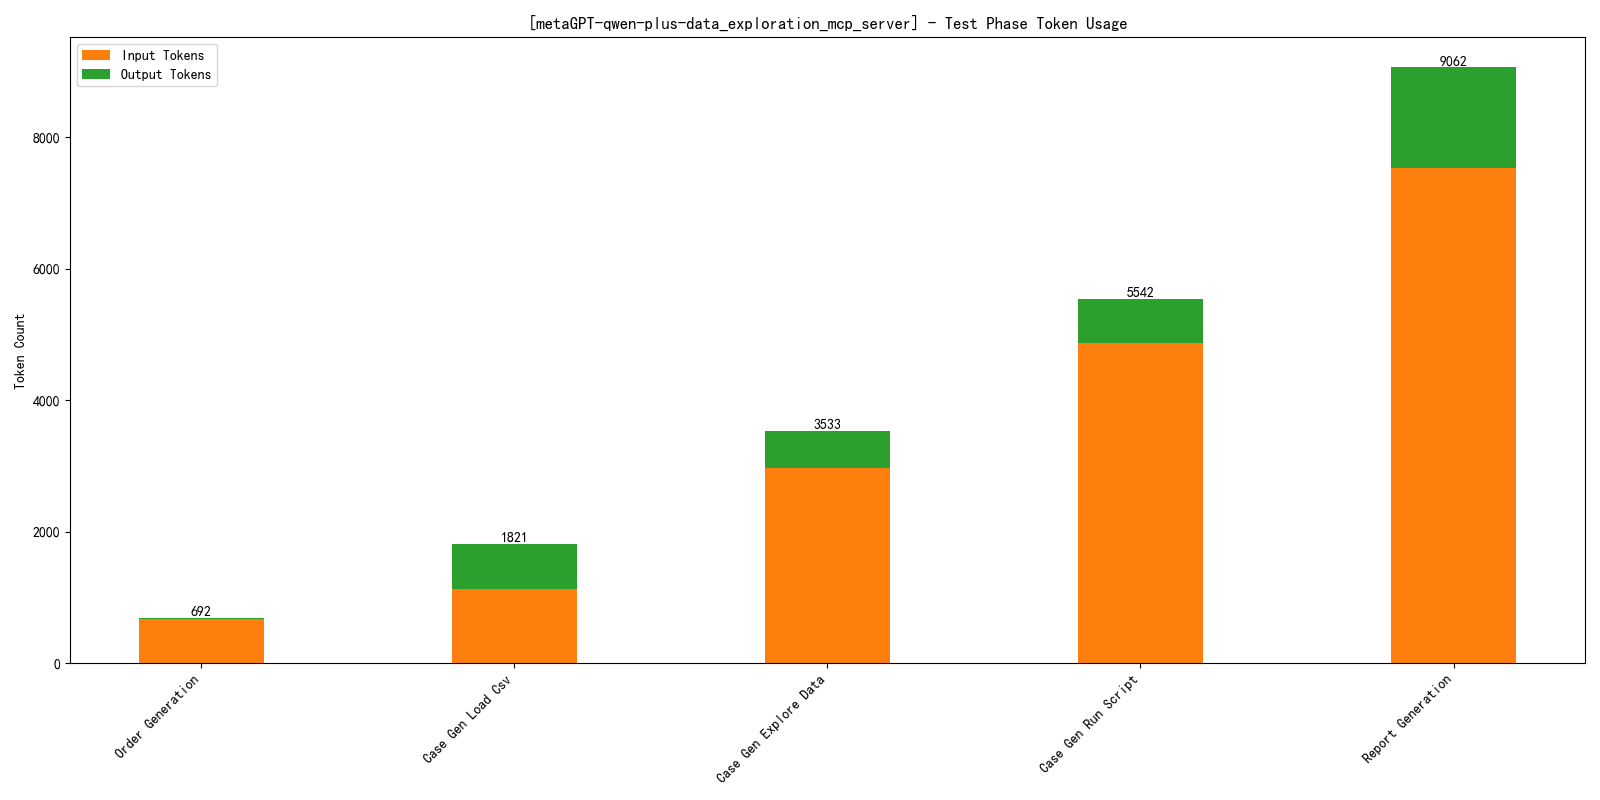 [metaGPT-qwen-plus-data_exploration_mcp_server] - Test Phase Token Usage
Input Tokens
Output Tokens
Token Count
8000
6000
4000
2000
0
692
1821
3533
5542
9062
Order Generation
Case Gen Load Csv
Case Gen Explore Data
Case Gen Run Script
Report Generation